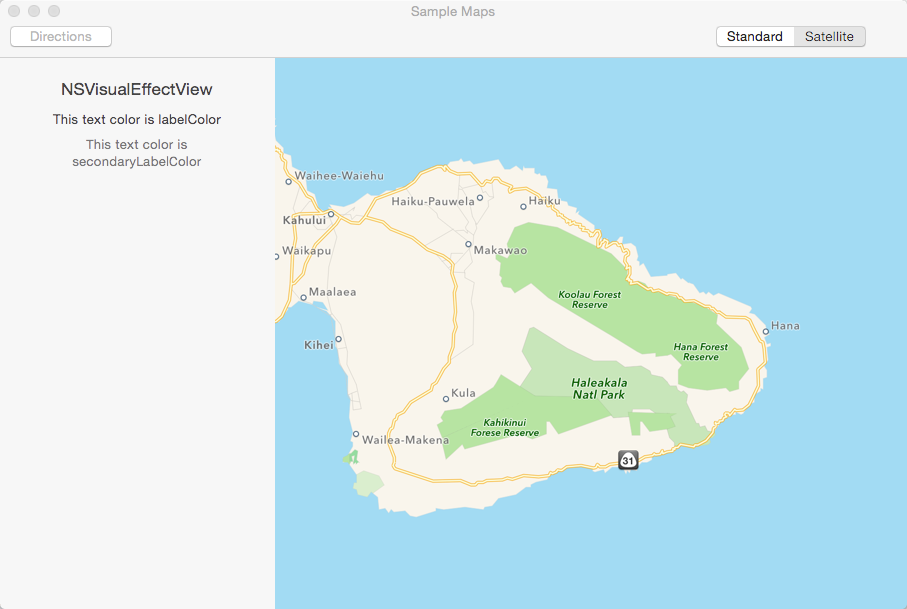 Sample Maps
Directions
Standard
Satellite
NSVisualEffectView
This text color is labelColor
This text color is
secondaryLabelColor
Waihee-Waiehu
Haiku-Pauwela
Haiku
Kahului
Waikapu
Makawao
Maalaea
Koolau Forest
Reserve
Hana
Kihei
Hana Forest
Reserve
Haleakala
Natl Park
Kula
Kahikinui
Forese Reserve
Wailea-Makena
31